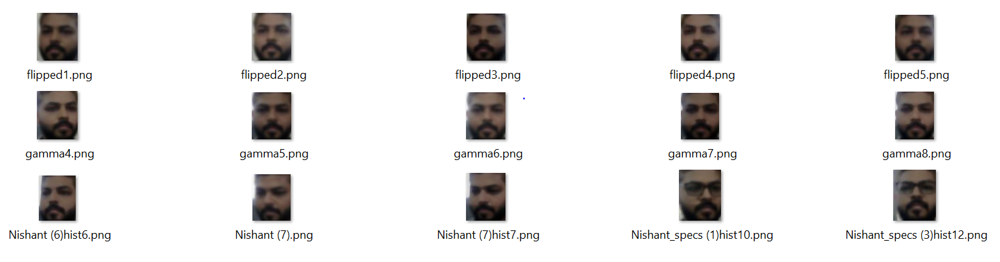 flipped1.png flipped2.png flipped3.png flipped4.png flipped5.png
gamma4.png gamma5.png gamma6.png gamma7.png gamma8.png
Nishant (6)hist6.png Nishant (7).png Nishant (7)hist7.png Nishant_specs (1)hist10.png Nishant_specs (3)hist12.png